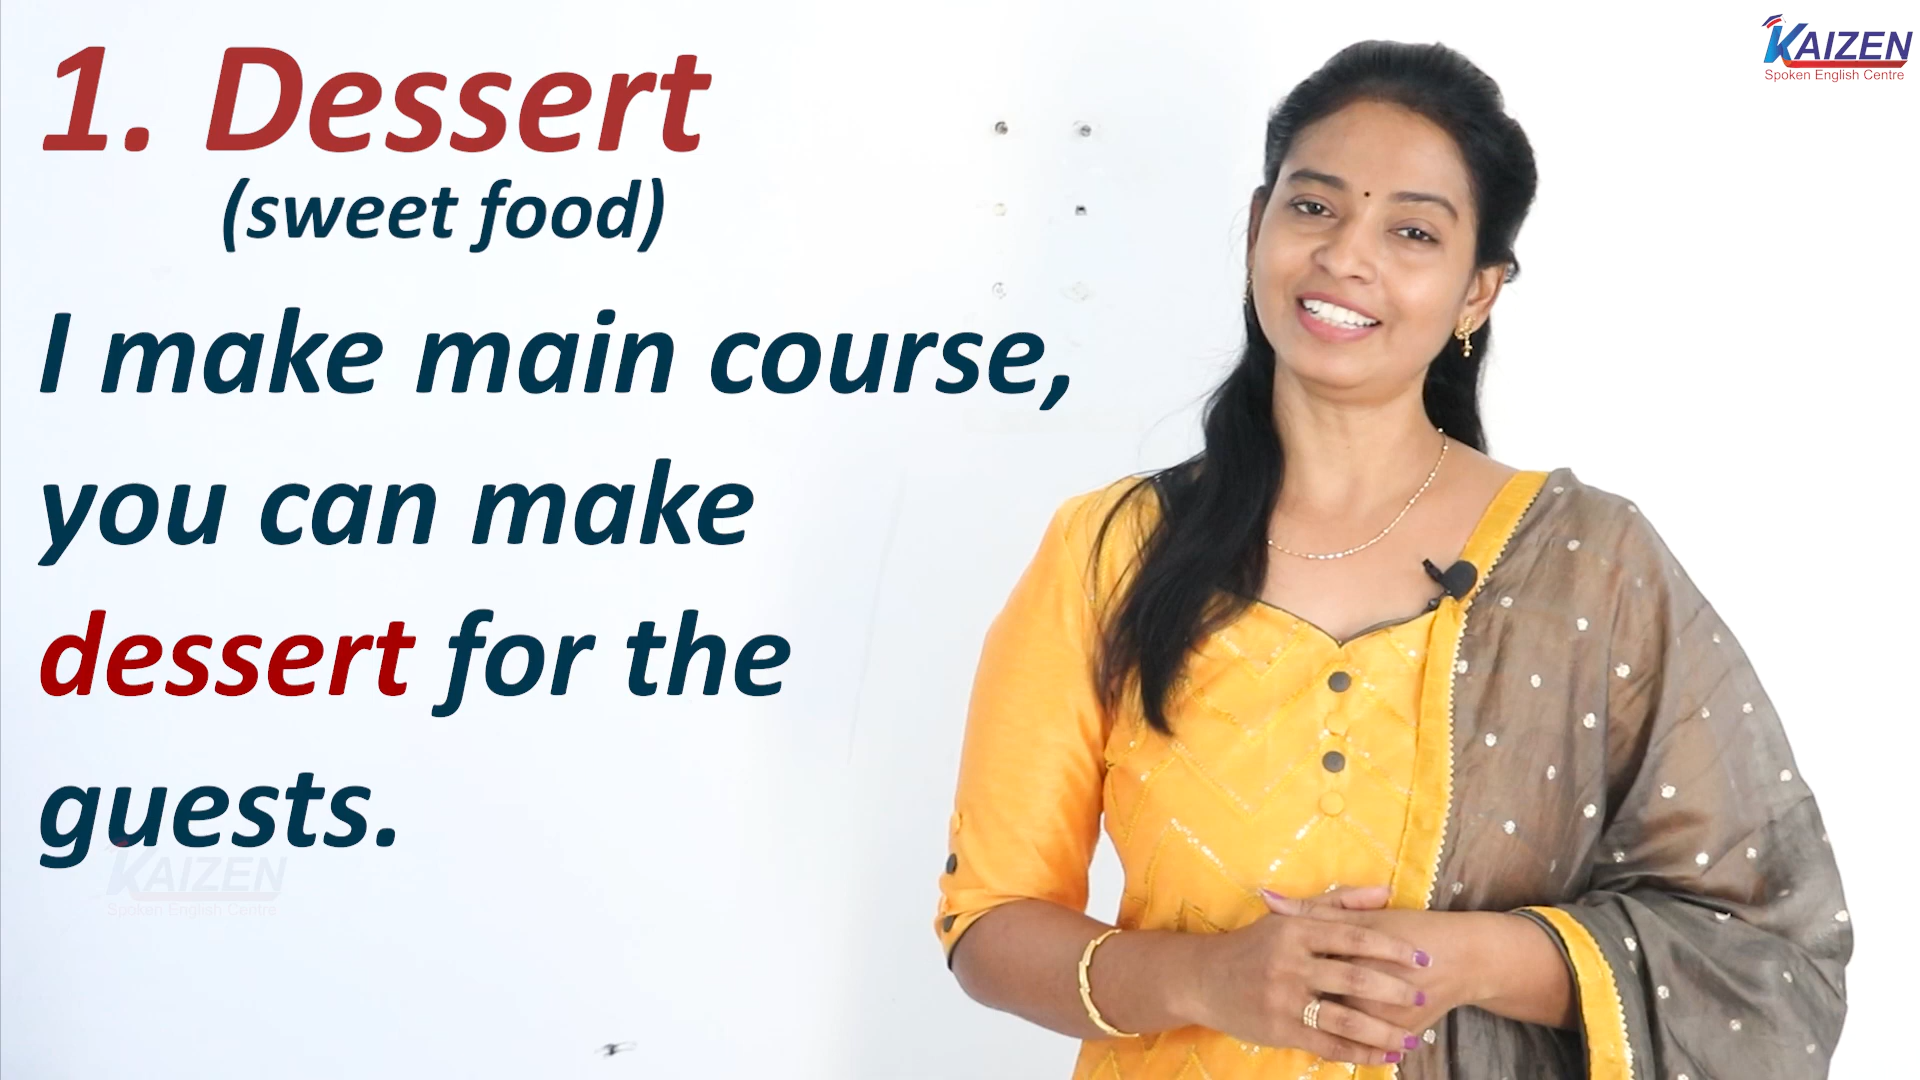 KAIZEN
Spoken English Centre
1. Dessert
(sweet food)
I make main course,
you can make
dessert for the
guests.
KAIZEN
Spoken English Centre